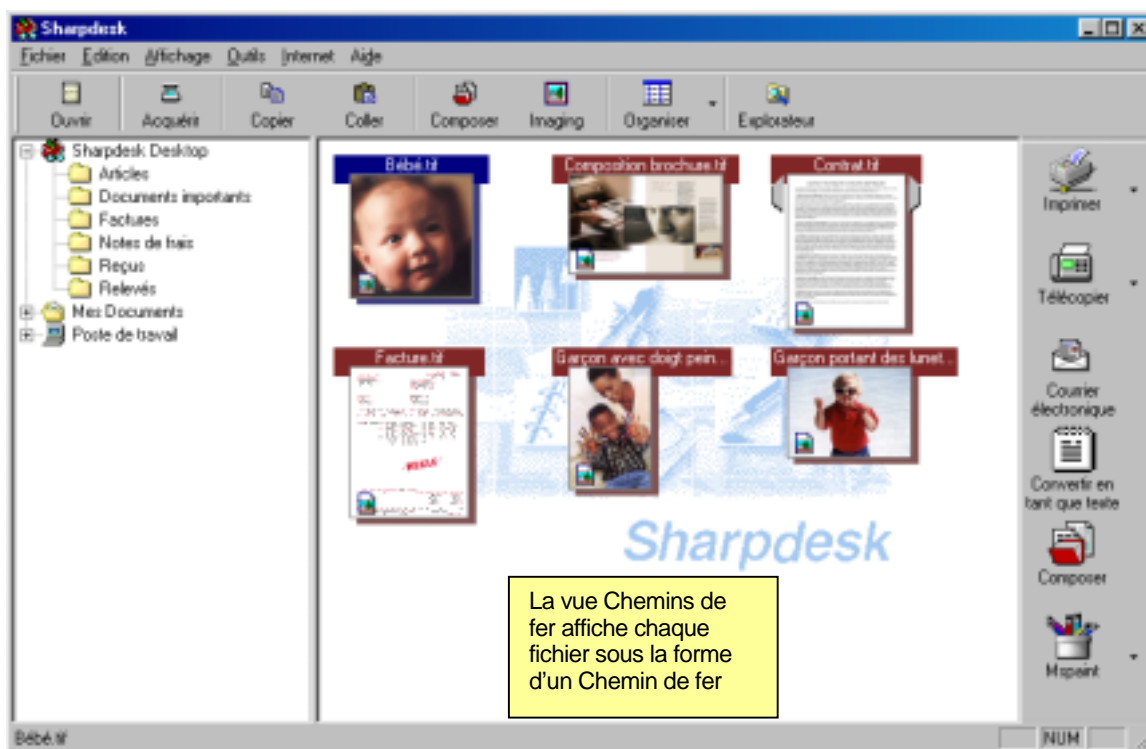 Sharpdesk
Fichier Edition Affichage Outils Internet Aide
Ouvrir Acquérir Copier Coller Composer Imaging Organiser Explorateur
Sharpdesk Desktop
Articles
Documents importants
Factures
Notes de frais
Reçus
Relevés
Mes Documents
Poste de travail
Bébé.tif
Composition brochure.tif
Contrat.tif
Facture.tif
Garçon avec doigt pein...
Garçon portant des lunet...
Sharpdesk
La vue Chemins de
fer affiche chaque
fichier sous la forme
d'un Chemin de fer
Imprimer
Télécopier
Courrier
électronique
Convertir en
tant que texte
Composer
Mspaint
Bébé.tif
NUM